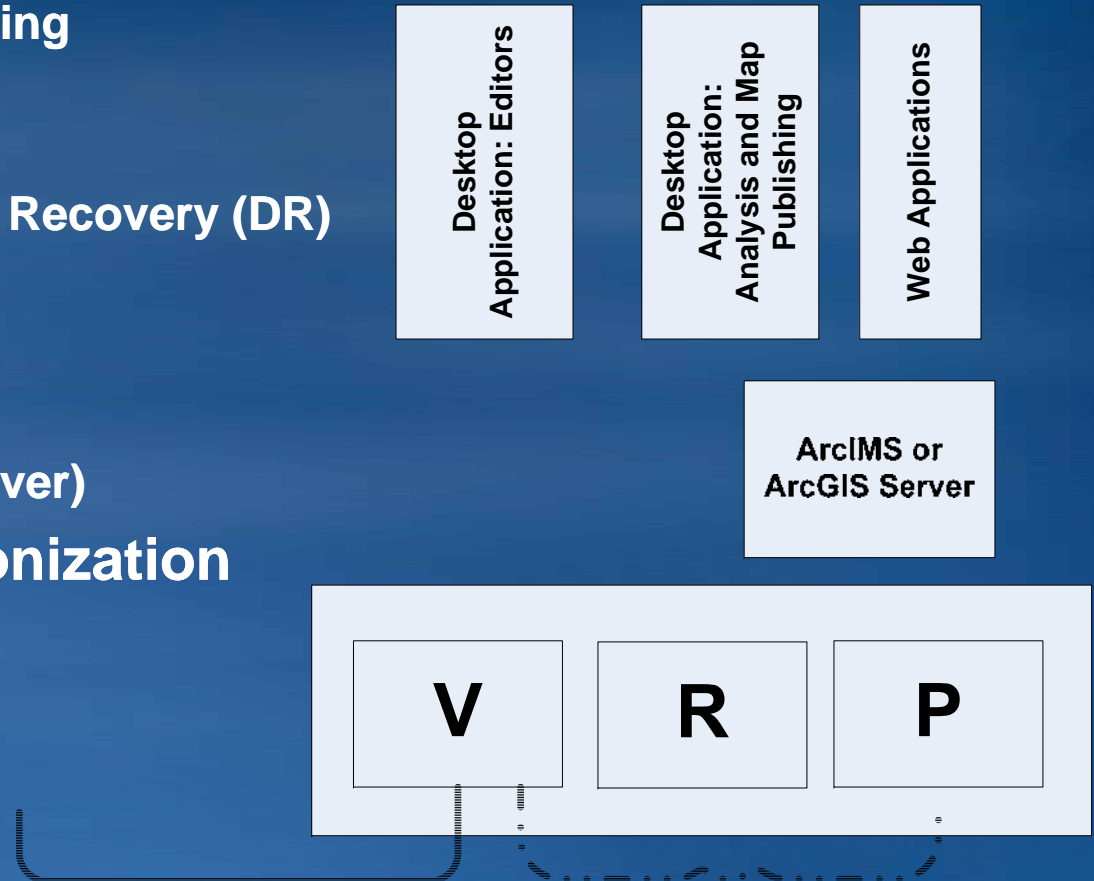 ing
Recovery (DR)
ver)
onization
Desktop
Application: Editors
Desktop
Application:
Analysis and Map
Publishing
Web Applications
ArcIMS or
ArcGIS Server
V
R
P